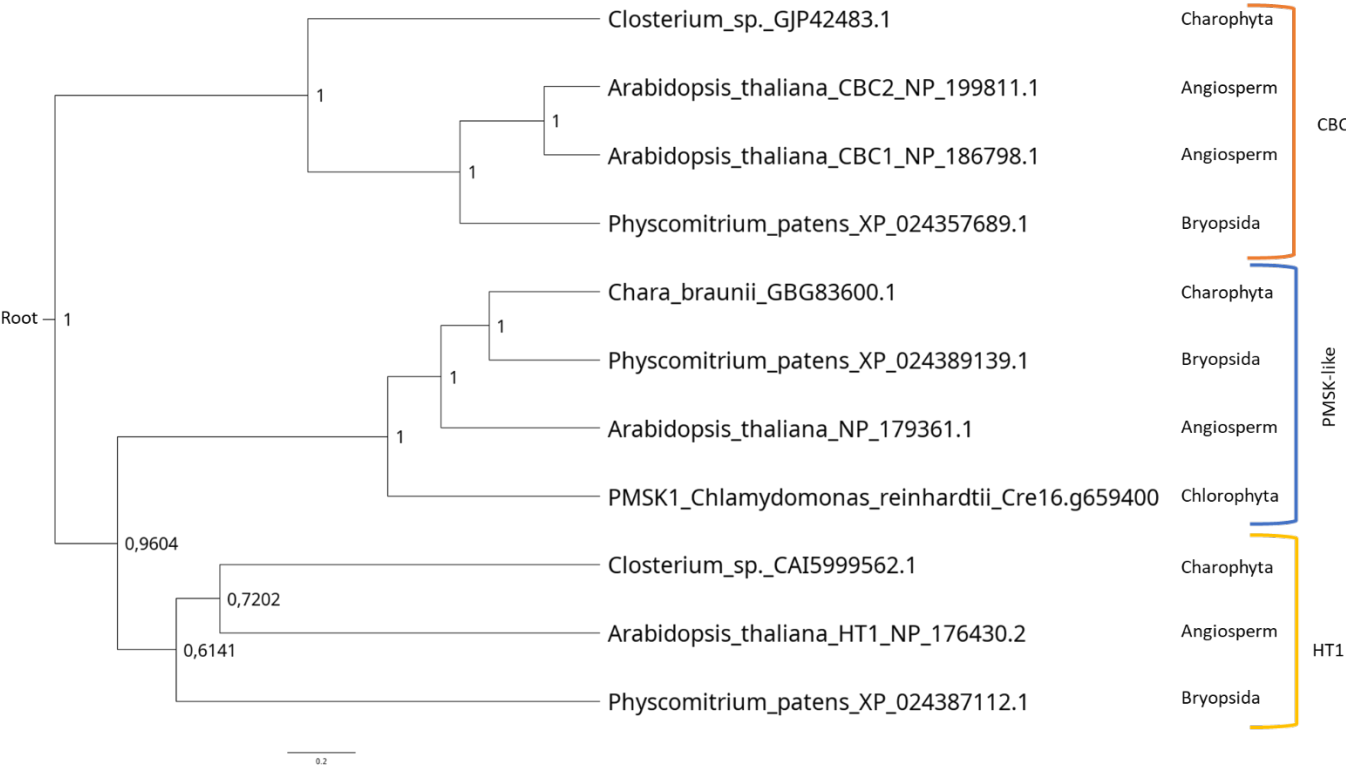 Closterium_sp._GJP42483.1 Charophyta
1
Arabidopsis_thaliana_CBC2_NP_199811.1 Angiosperm
1
CBC
Arabidopsis_thaliana_CBC1_NP_186798.1 Angiosperm
1
Physcomitrium_patens_XP_024357689.1 Bryopsida
Chara_braunii_GBG83600.1 Charophyta
Root 1
1
Physcomitrium_patens_XP_024389139.1 Bryopsida
1
PMSK-like
Arabidopsis_thaliana_NP_179361.1 Angiosperm
1
PMSK1_Chlamydomonas_reinhardtii_Cre16.g659400 Chlorophyta
0,9604
Closterium_sp._CAI5999562.1 Charophyta
0,7202
Arabidopsis_thaliana_HT1_NP_176430.2 Angiosperm
0,6141
HT1
Physcomitrium_patens_XP_024387112.1 Bryopsida
0.2